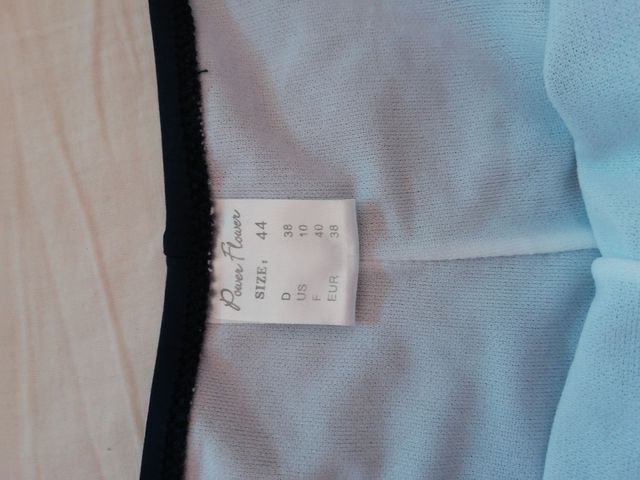 Power Flower
SIZE: 44
D 38
US 10
F 40
EUR 38